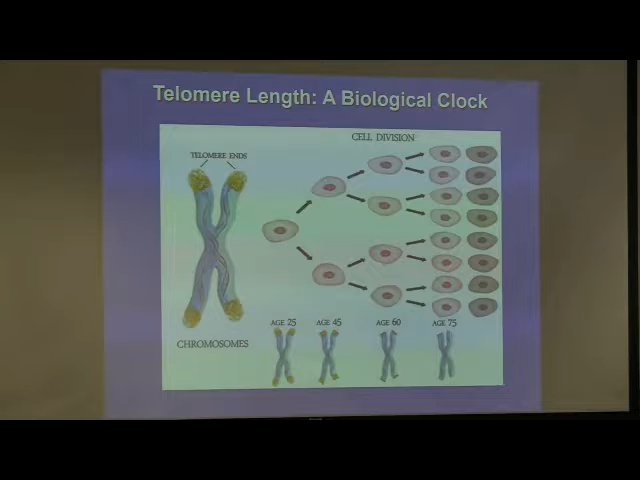 Telomere Length: A Biological Clock
CELL DIVISION
TELOMERE ENDS
AGE 25 AGE 45 AGE 60 AGE 75
CHROMOSOMES